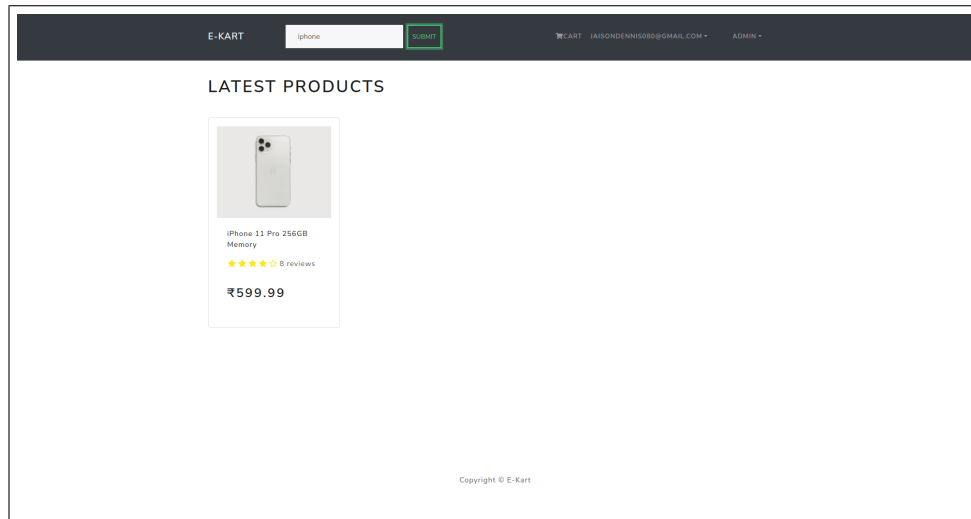 E-KART iphone SUBMIT CART JAISONDENNIS080@GMAIL.COM ADMIN
LATEST PRODUCTS
iPhone 11 Pro 256GB
Memory
8 reviews
₹599.99
Copyright © E-Kart